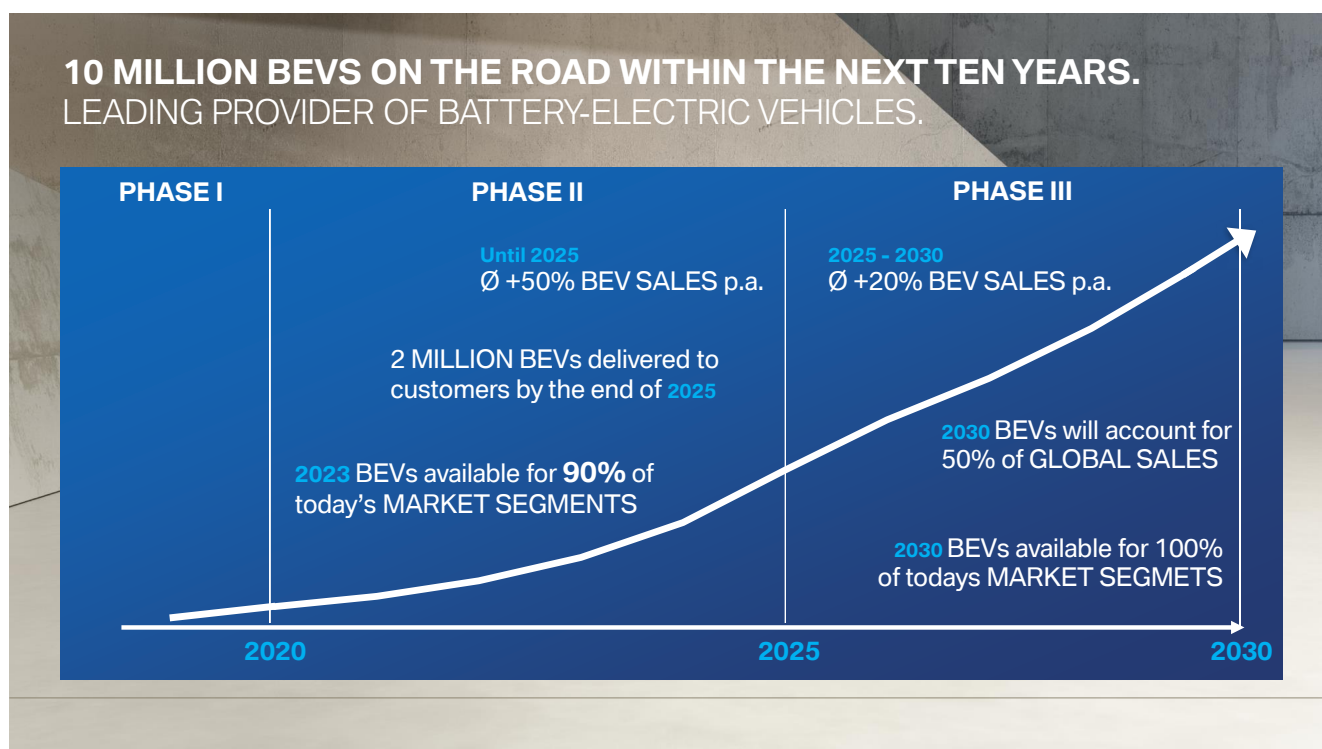 10 MILLION BEVS ON THE ROAD WITHIN THE NEXT TEN YEARS.
LEADING PROVIDER OF BATTERY-ELECTRIC VEHICLES.
PHASE I
PHASE II
PHASE III
Until 2025
Ø +50% BEV SALES p.a.
2025 - 2030
Ø +20% BEV SALES p.a.
2 MILLION BEVs delivered to
customers by the end of 2025
2023 BEVs available for 90% of
today’s MARKET SEGMENTS
2030 BEVs will account for
50% of GLOBAL SALES
2030 BEVs available for 100%
of todays MARKET SEGMETS
2020
2025
2030